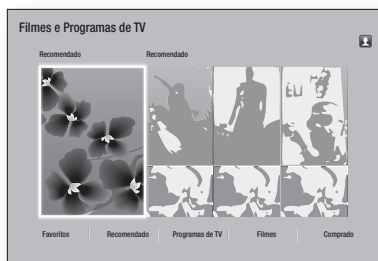 Filmes e Programas de TV
Recomendado Recomendado
Favoritos Recomendado Programas de TV Filmes Comprado